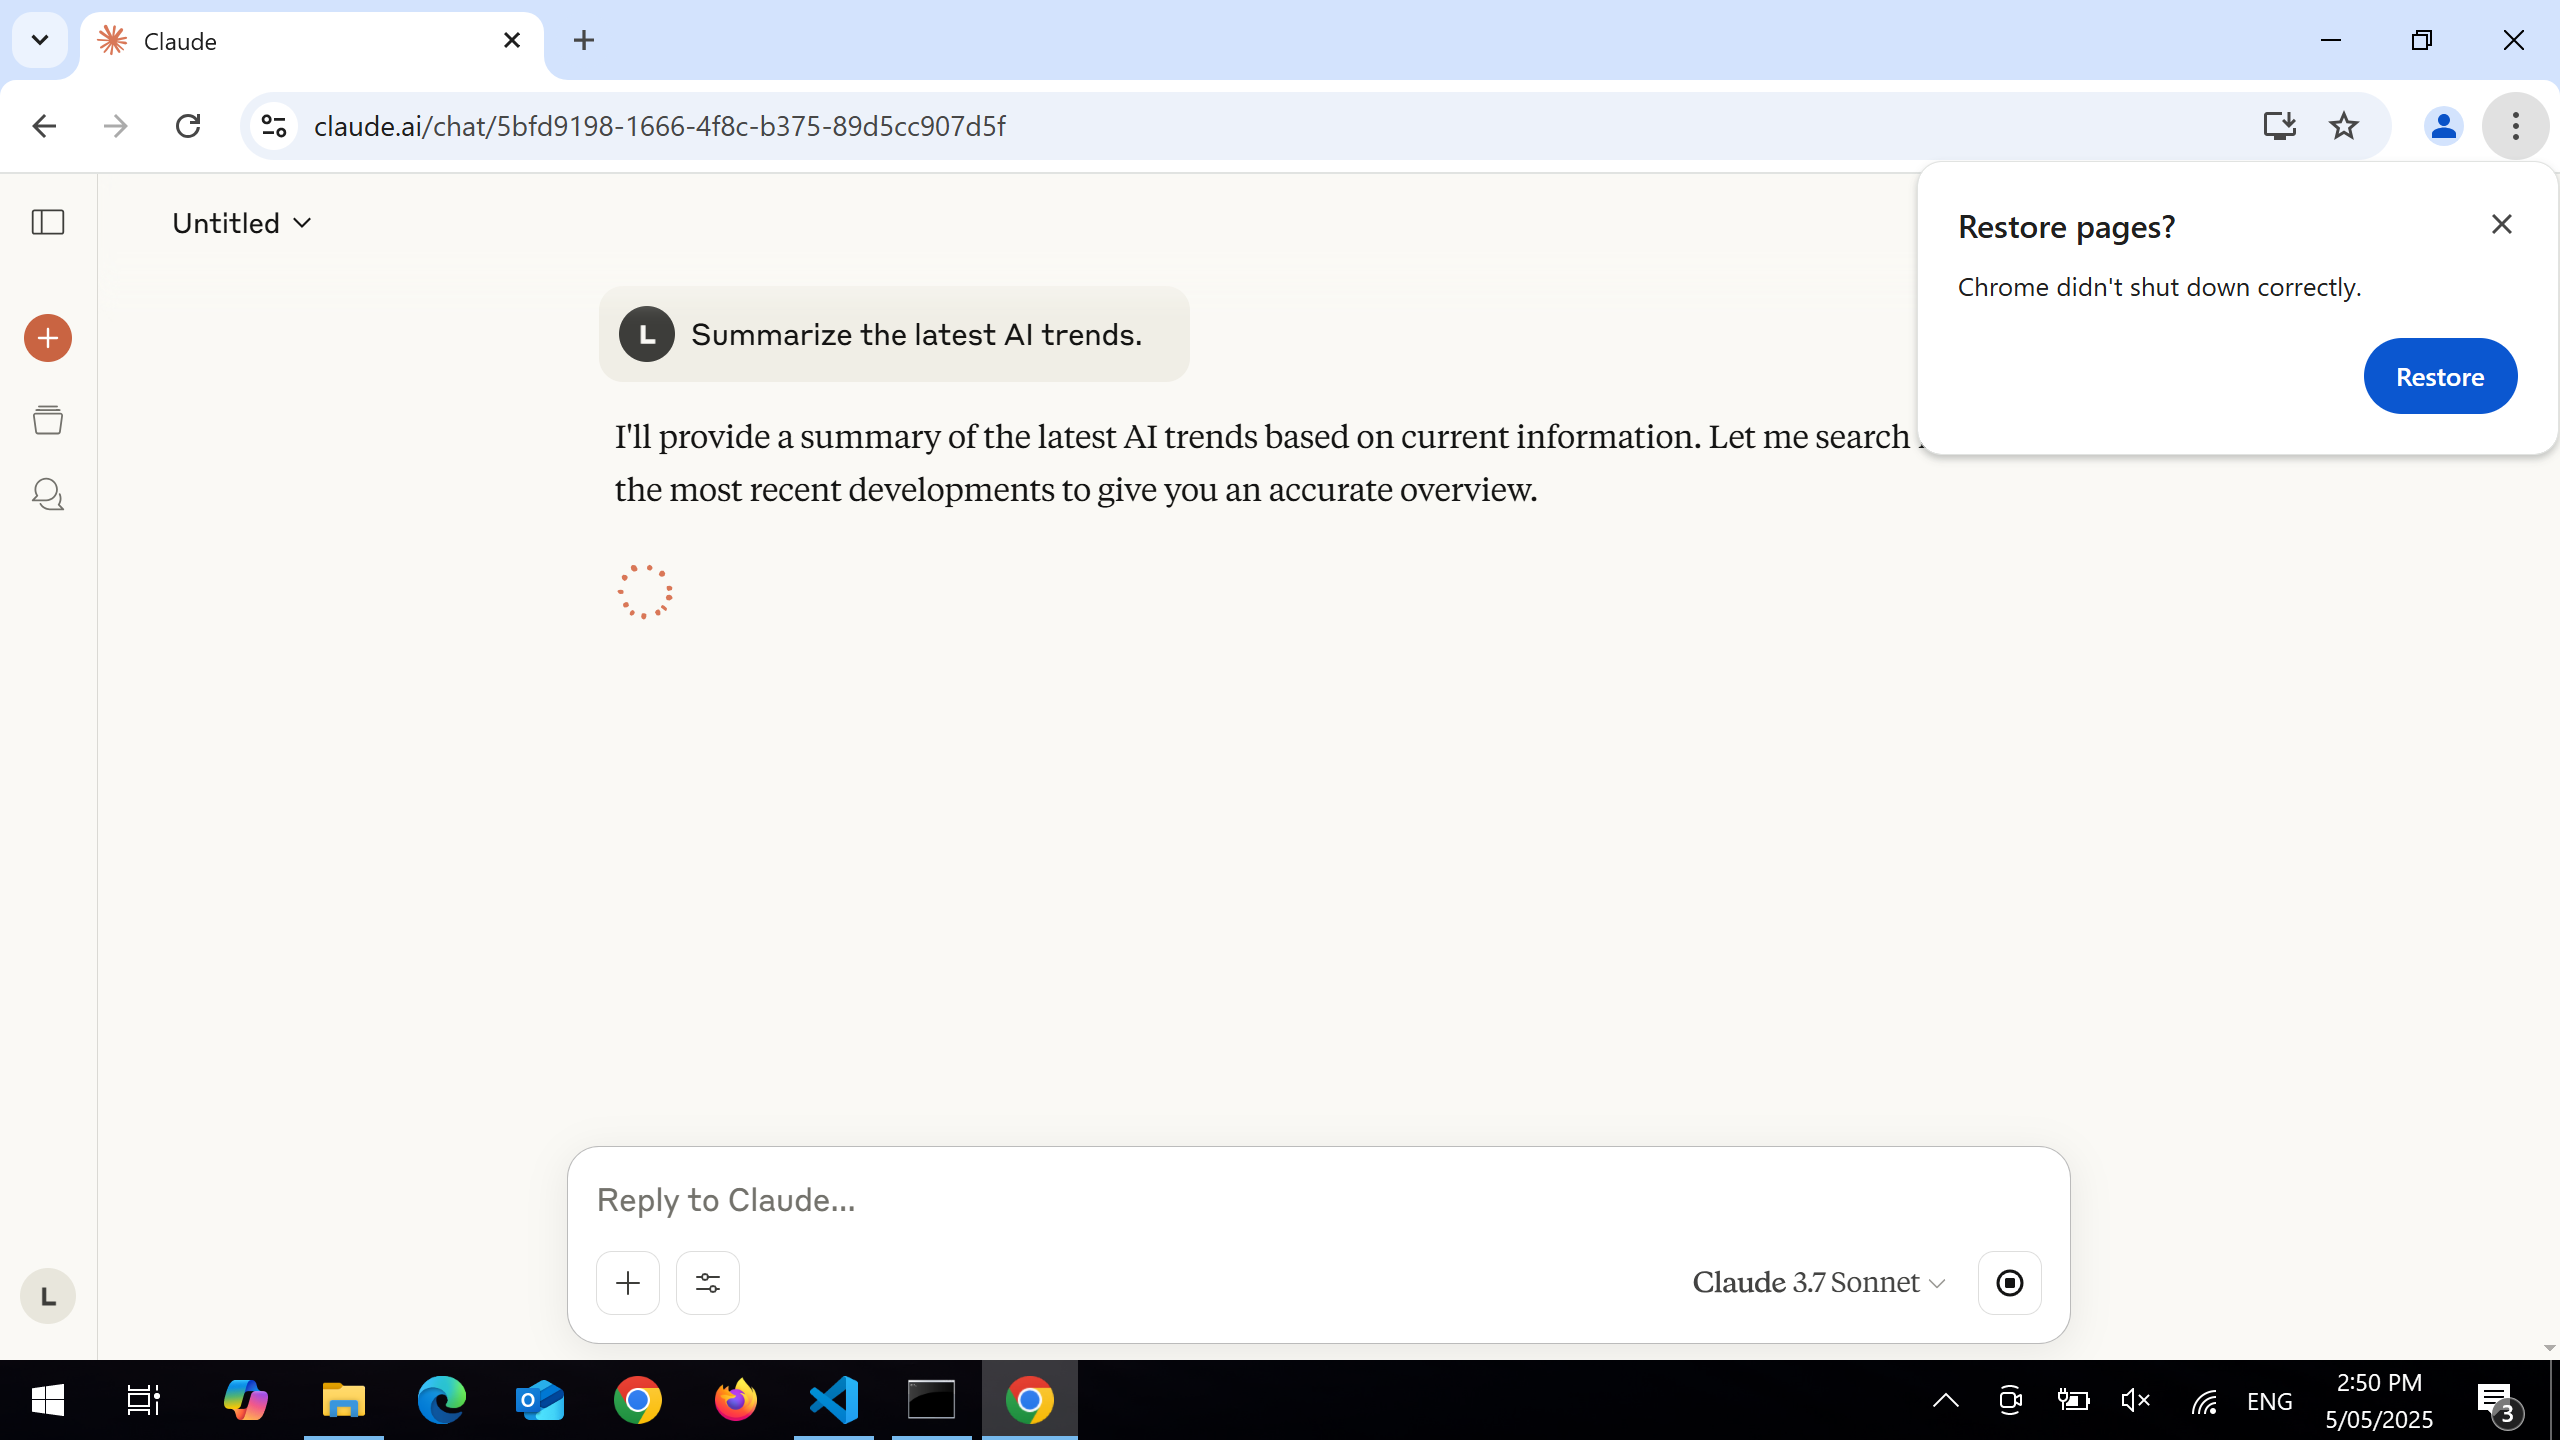 Claude
claude.ai/chat/5bfd9198-1666-4f8c-b375-89d5cc907d5f
Untitled
Restore pages?
Chrome didn't shut down correctly.
Restore
L Summarize the latest AI trends.
I'll provide a summary of the latest AI trends based on current information. Let me search
the most recent developments to give you an accurate overview.
Reply to Claude...
Claude 3.7 Sonnet
L
ENG
2:50 PM
5/05/2025
3